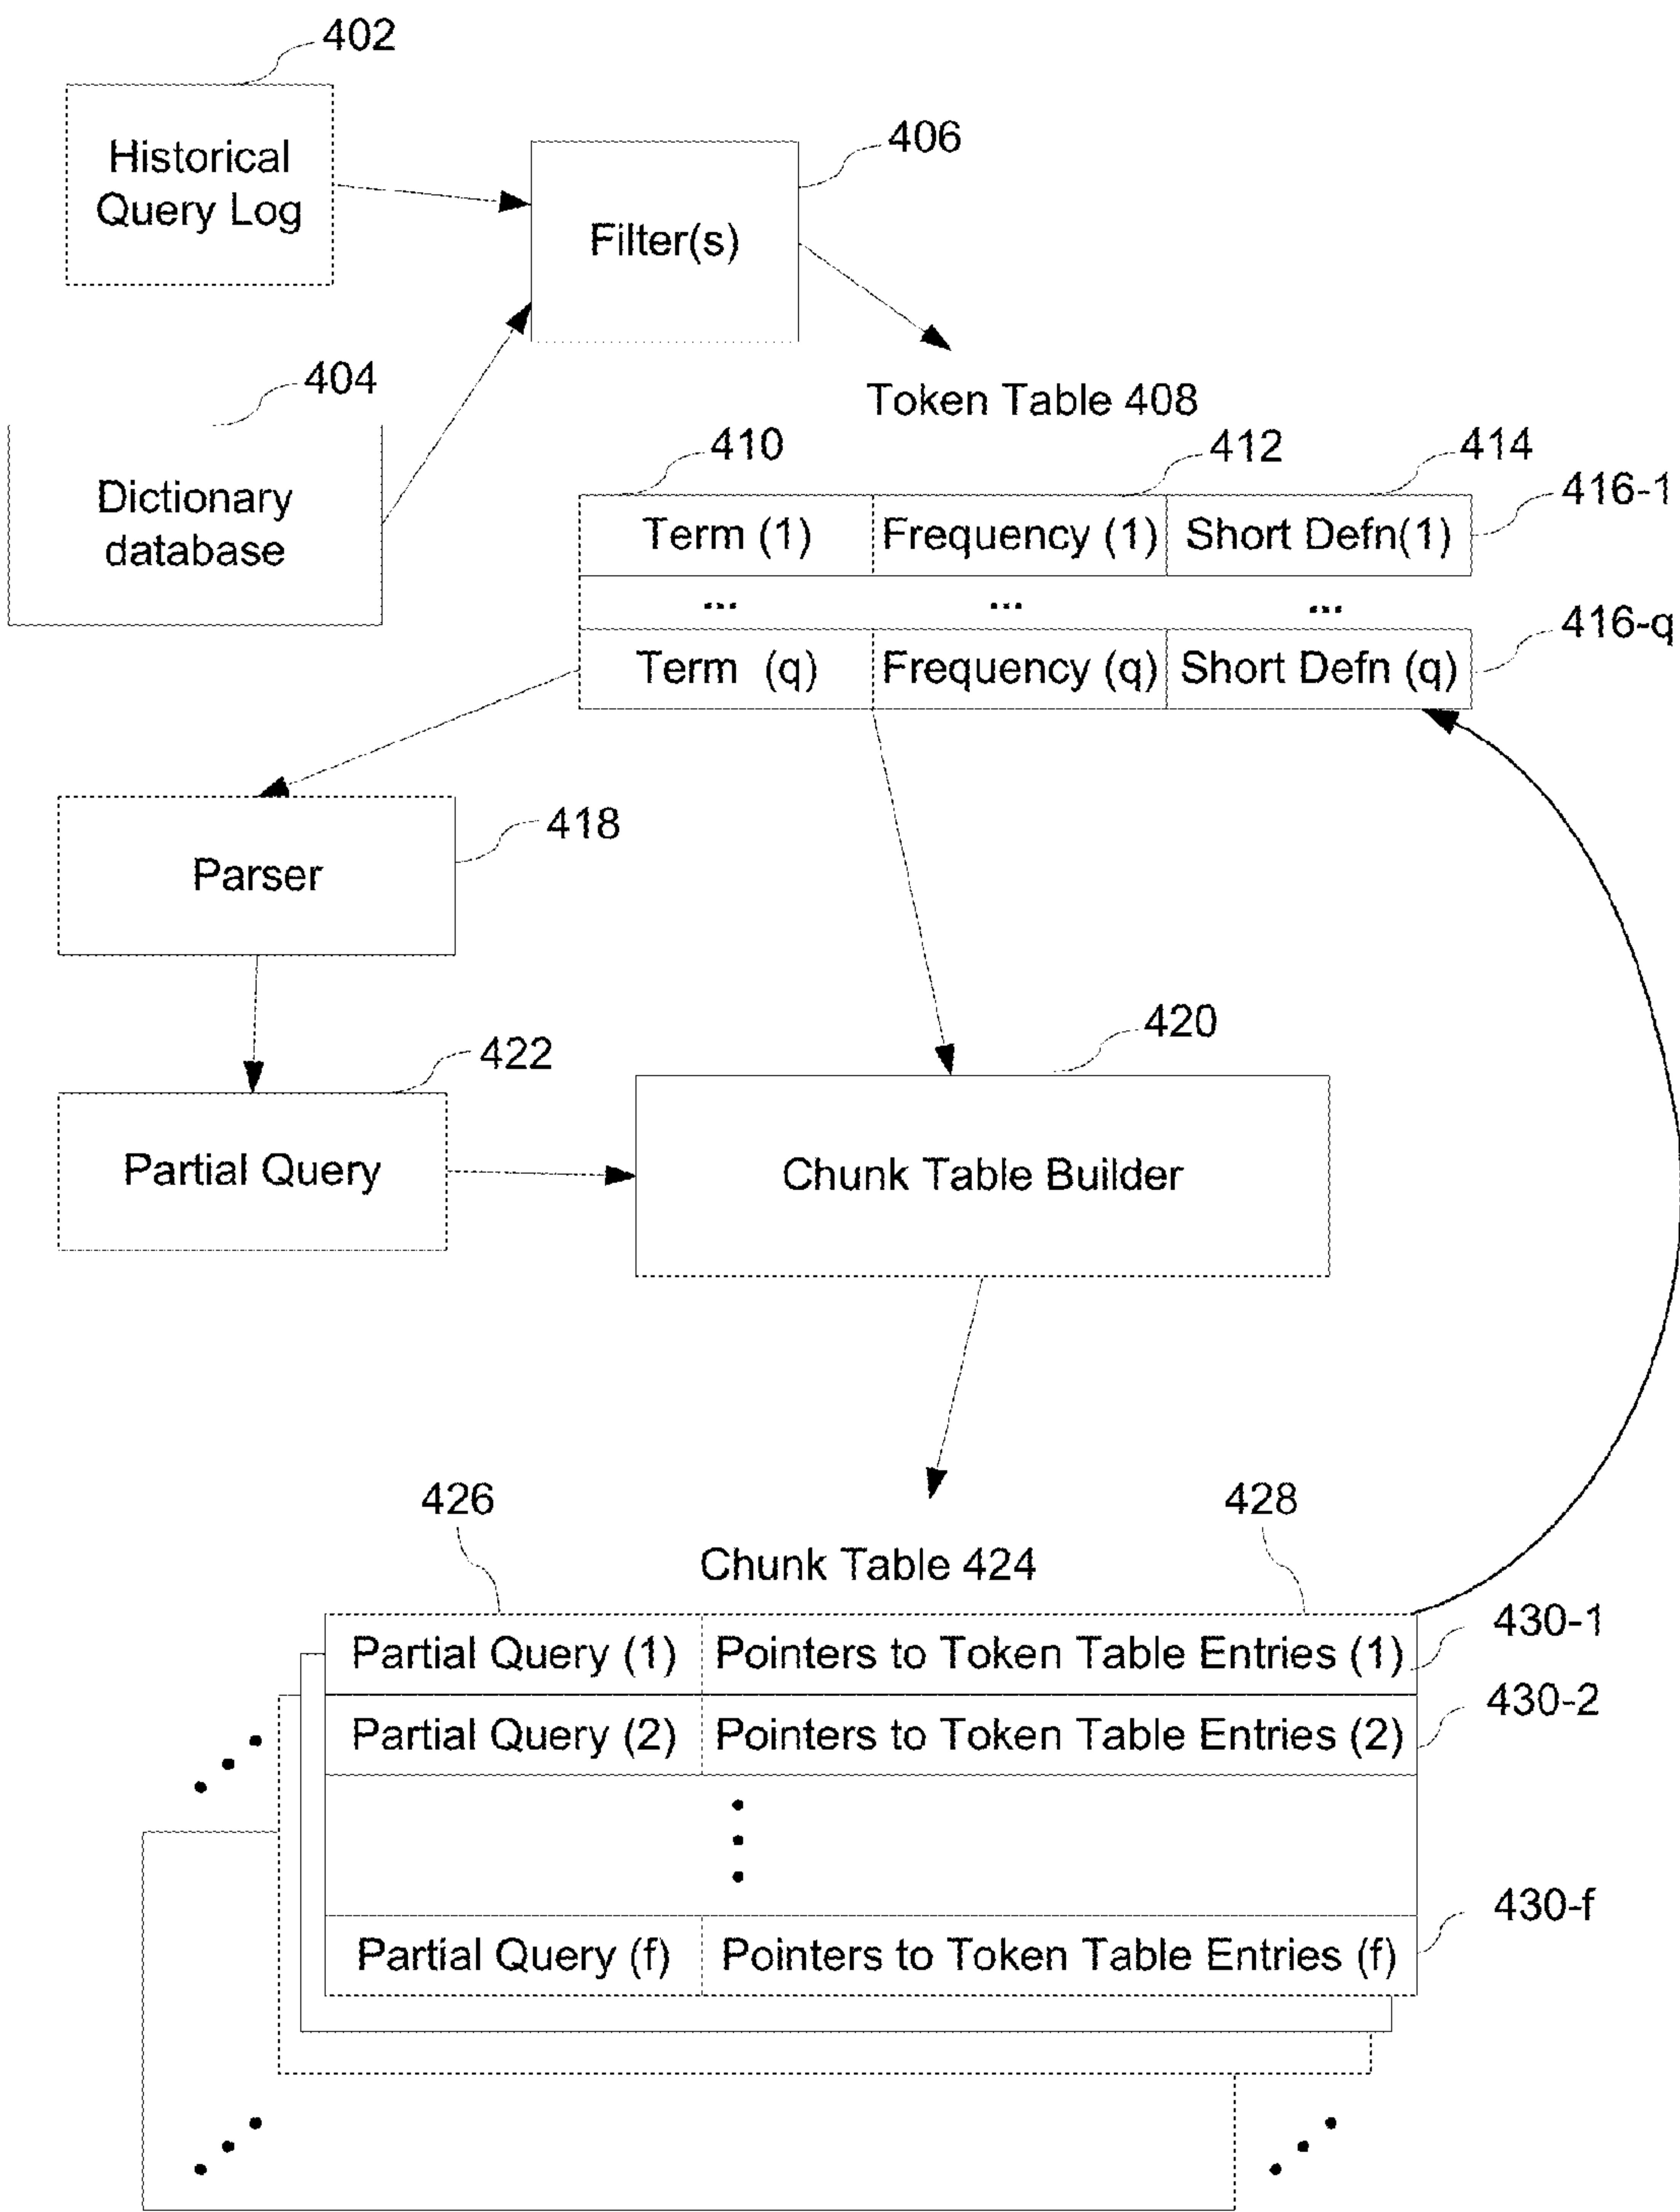 402
Historical
Query Log
406
Filter(s)
404
Dictionary
database
Token Table 408
410
412
414
416-1
Term (1) Frequency (1) Short Defn(1)
... ... ...
416-q
Term (q) Frequency (q) Short Defn (q)
418
Parser
420
422
Partial Query
Chunk Table Builder
426
428
Chunk Table 424
430-1
Partial Query (1) Pointers to Token Table Entries (1)
430-2
Partial Query (2) Pointers to Token Table Entries (2)
430-f
Partial Query (f) Pointers to Token Table Entries (f)